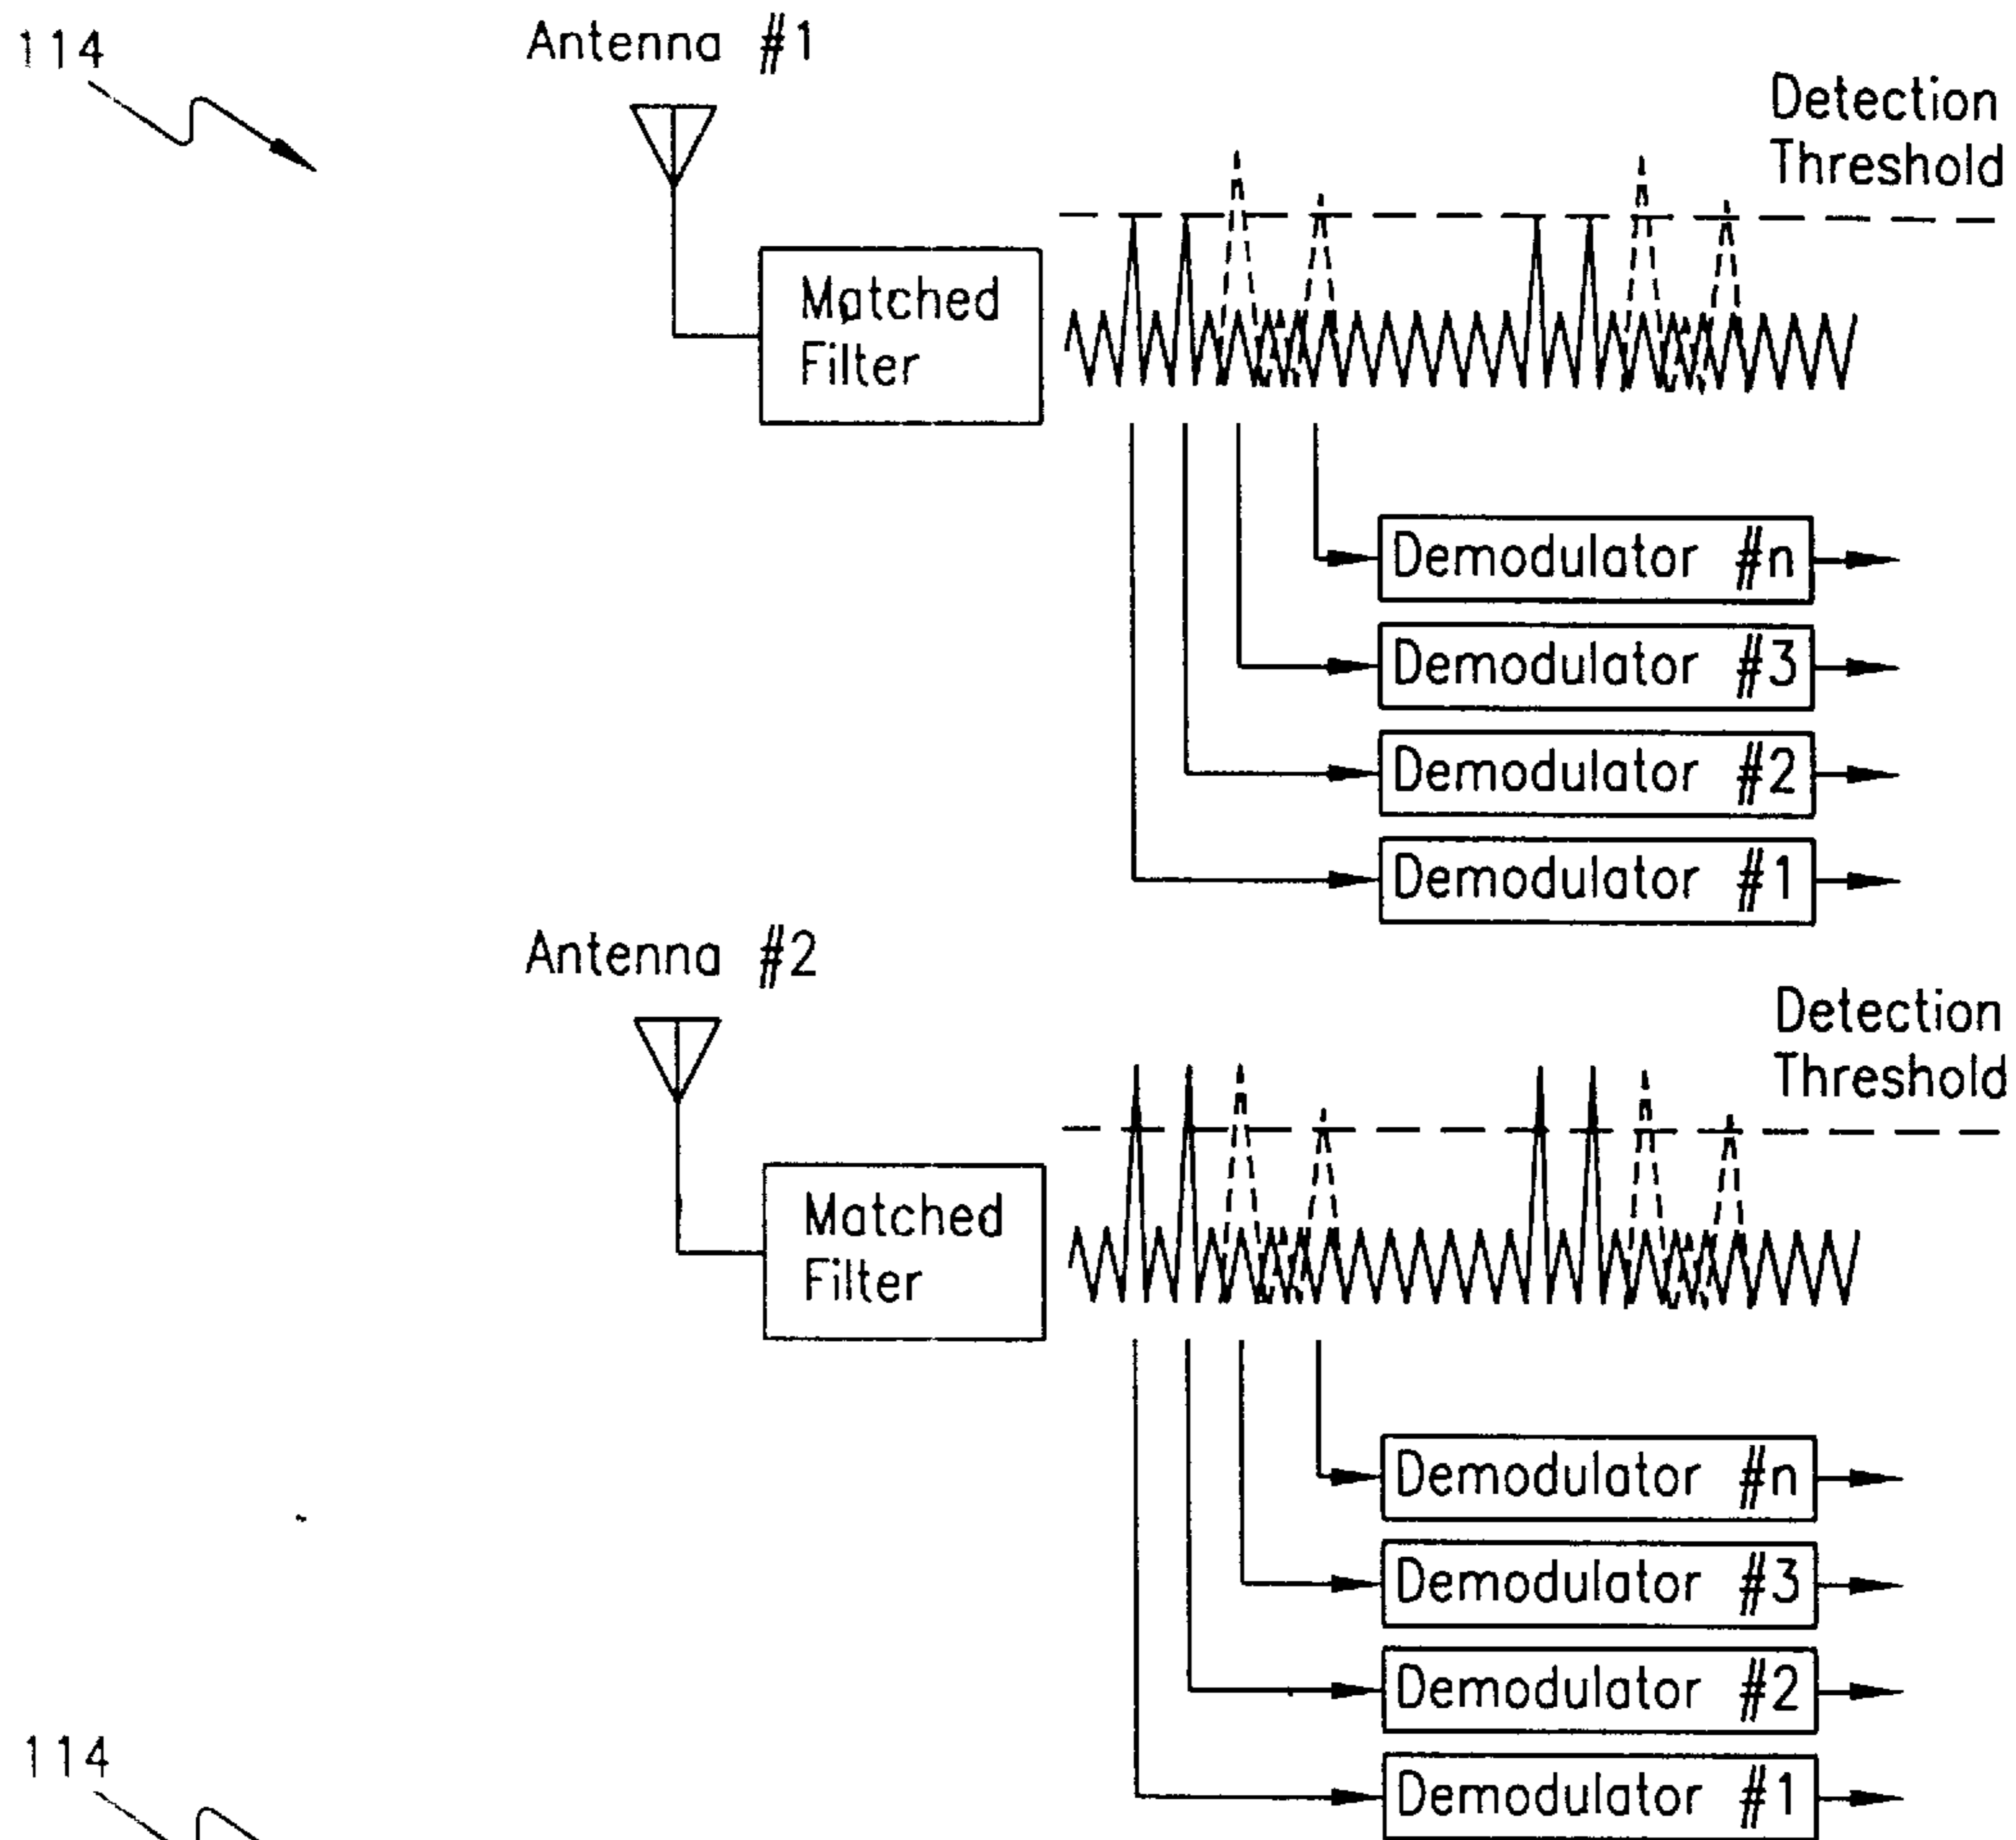 114
Antenna #1
Detection
Threshold
Matched
Filter
Demodulator #n
Demodulator #3
Demodulator #2
Demodulator #1
Antenna #2
Detection
Threshold
Matched
Filter
Demodulator #n
Demodulator #3
Demodulator #2
Demodulator #1
114